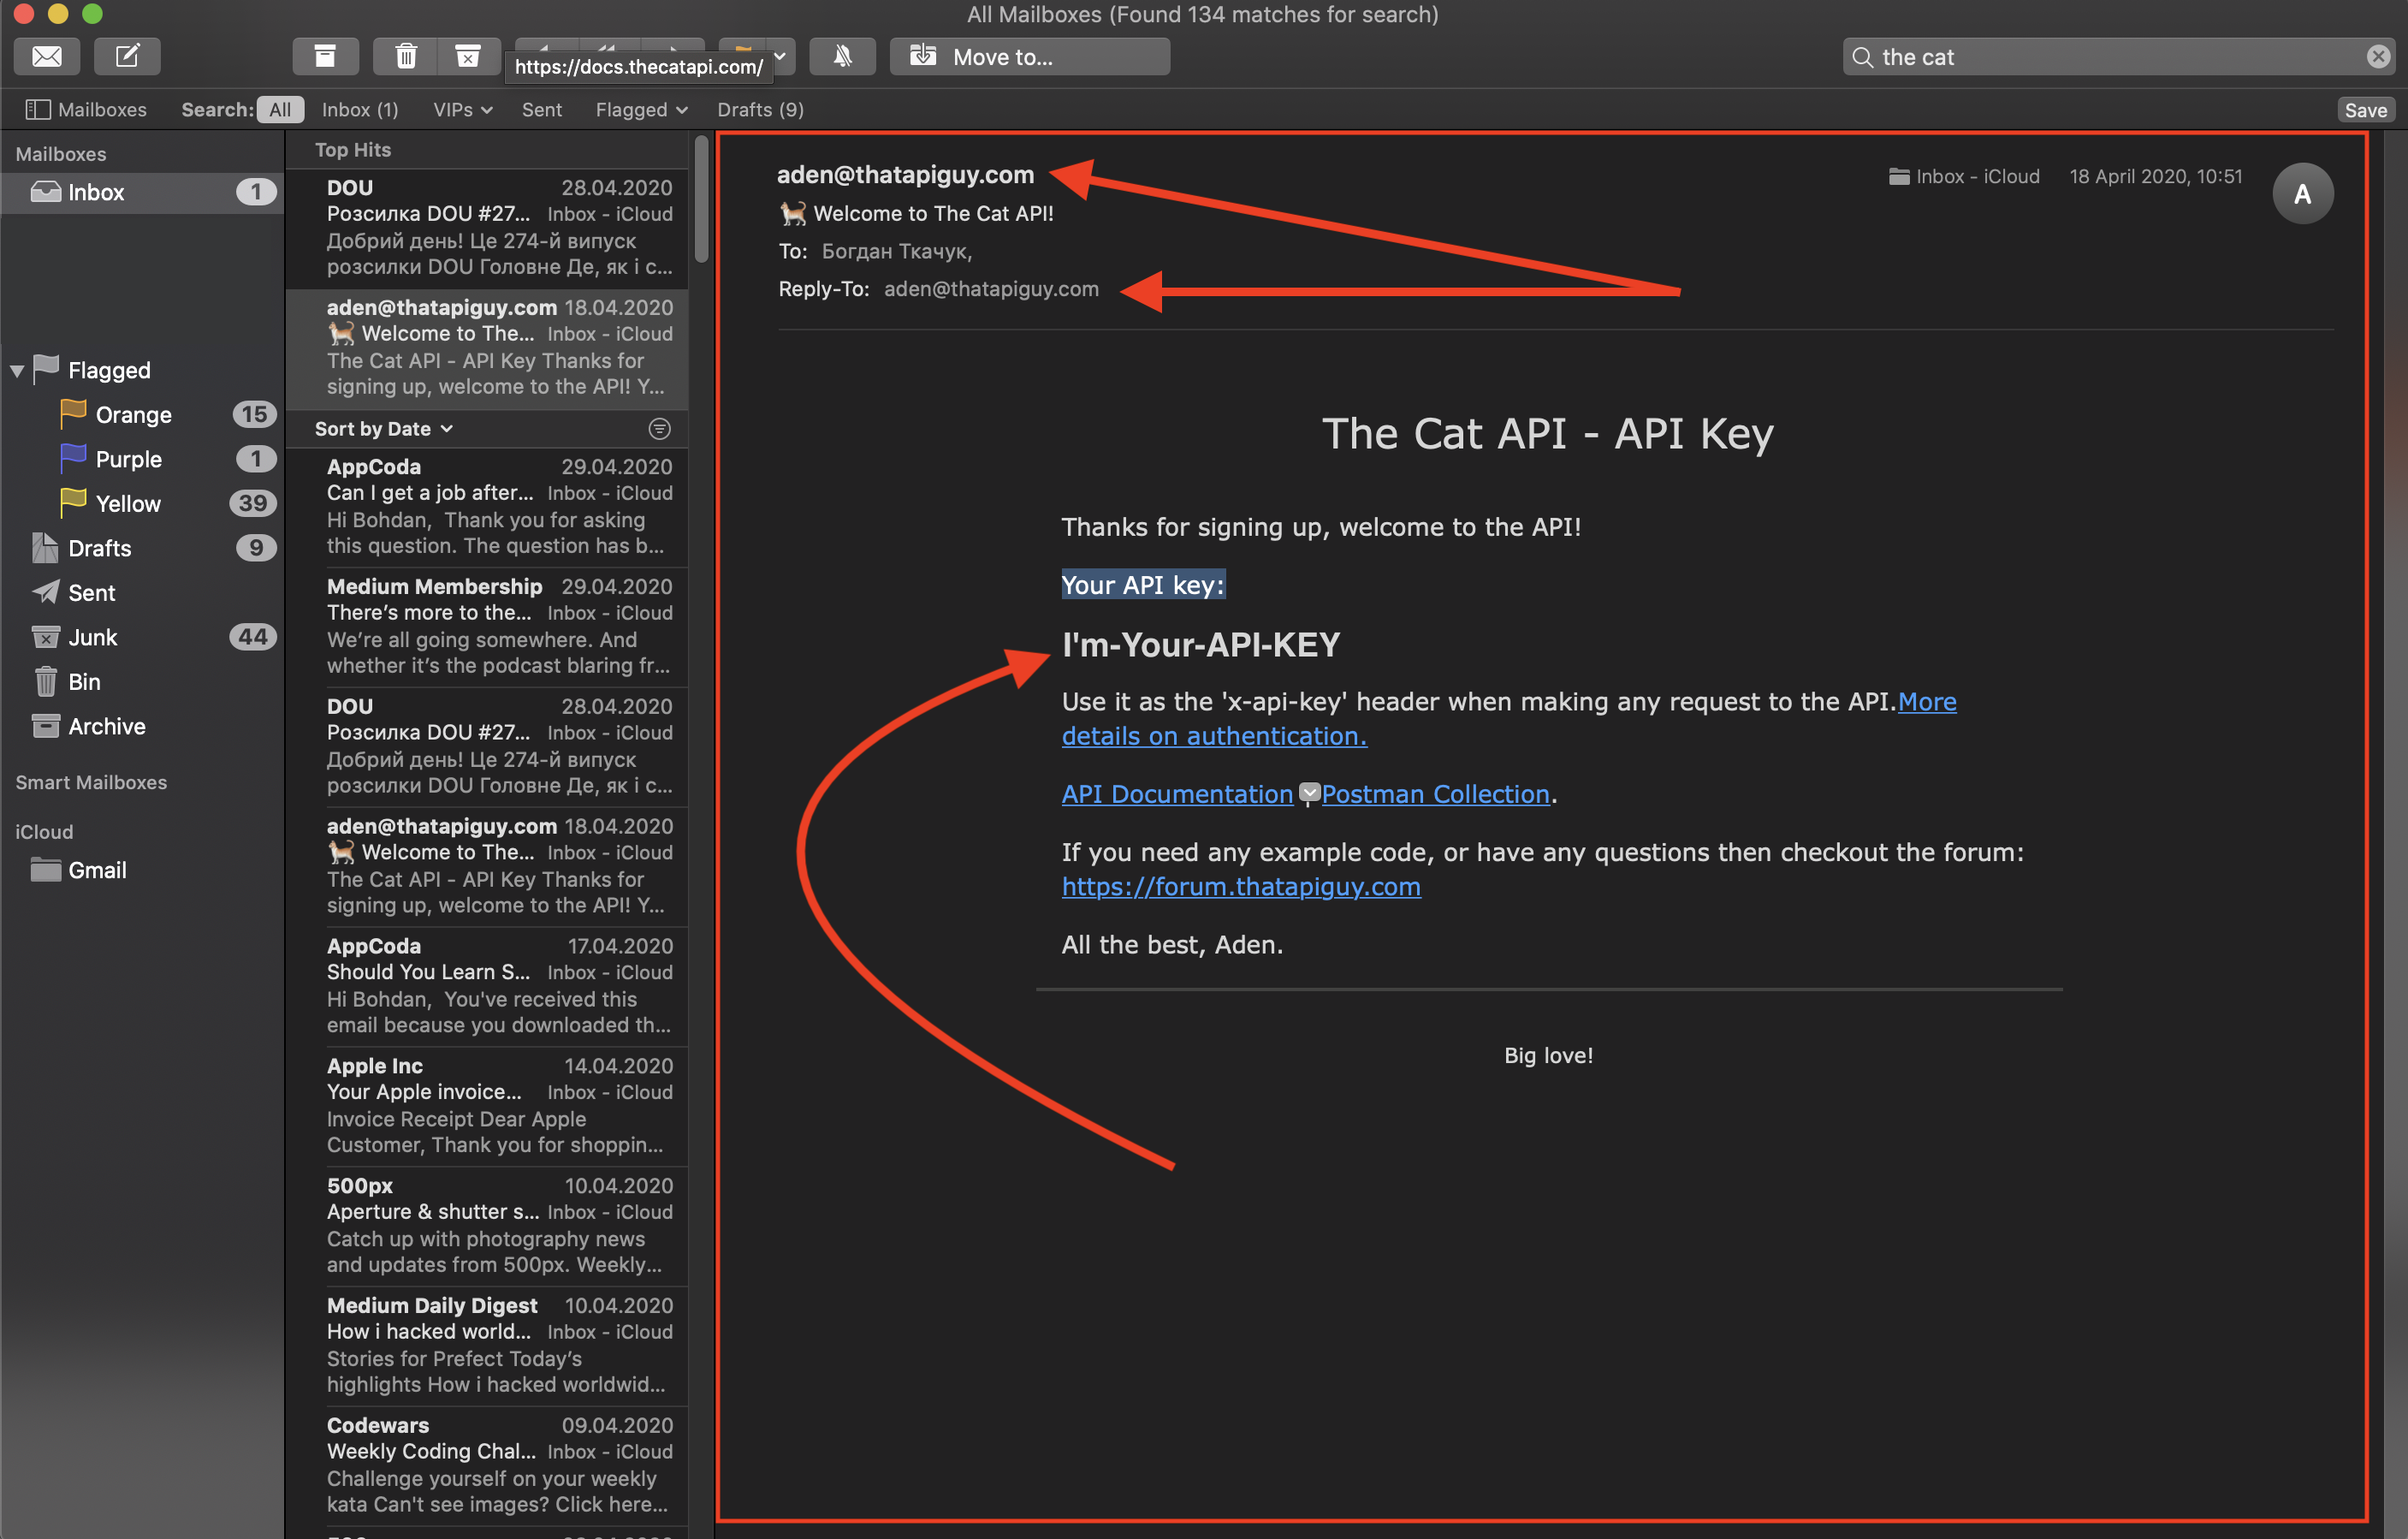 All Mailboxes (Found 134 matches for search)
https://docs.thecatapi.com/
Move to...
the cat
Mailboxes
Search:
All
Inbox (1)
VIPs
Sent
Flagged
Drafts (9)
Save
Mailboxes
Inbox 1
Flagged
Orange 15
Purple 1
Yellow 39
Drafts 9
Sent
Junk 44
Bin
Archive
Smart Mailboxes
iCloud
Gmail
Top Hits
DOU 28.04.2020
Розсилка DOU #27... Inbox - iCloud
Добрий день! Це 274-й випуск
розсилки DOU Головне Де, як і с...
aden@thatapiguy.com 18.04.2020
🐈 Welcome to The... Inbox - iCloud
The Cat API - API Key Thanks for
signing up, welcome to the API! Y...
Sort by Date
AppCoda 29.04.2020
Can I get a job after... Inbox - iCloud
Hi Bohdan, Thank you for asking
this question. The question has b...
Medium Membership 29.04.2020
There's more to the... Inbox - iCloud
We're all going somewhere. And
whether it's the podcast blaring fr...
DOU 28.04.2020
Розсилка DOU #27... Inbox - iCloud
Добрий день! Це 274-й випуск
розсилки DOU Головне Де, як і с...
aden@thatapiguy.com 18.04.2020
🐈 Welcome to The... Inbox - iCloud
The Cat API - API Key Thanks for
signing up, welcome to the API! Y...
AppCoda 17.04.2020
Should You Learn S... Inbox - iCloud
Hi Bohdan, You've received this
email because you downloaded th...
Apple Inc 14.04.2020
Your Apple invoice... Inbox - iCloud
Invoice Receipt Dear Apple
Customer, Thank you for shoppin...
500px 10.04.2020
Aperture & shutter s... Inbox - iCloud
Catch up with photography news
and updates from 500px. Weekly...
Medium Daily Digest 10.04.2020
How i hacked world... Inbox - iCloud
Stories for Prefect Today's
highlights How i hacked worldwid...
Codewars 09.04.2020
Weekly Coding Chal... Inbox - iCloud
Challenge yourself on your weekly
kata Can't see images? Click here...
aden@thatapiguy.com
Inbox - iCloud 18 April 2020, 10:51
A
🐈 Welcome to The Cat API!
To: Богдан Ткачук,
Reply-To: aden@thatapiguy.com
The Cat API - API Key
Thanks for signing up, welcome to the API!
Your API key:
I'm-Your-API-KEY
Use it as the 'x-api-key' header when making any request to the API.More
details on authentication.
API Documentation Postman Collection.
If you need any example code, or have any questions then checkout the forum:
https://forum.thatapiguy.com
All the best, Aden.
Big love!